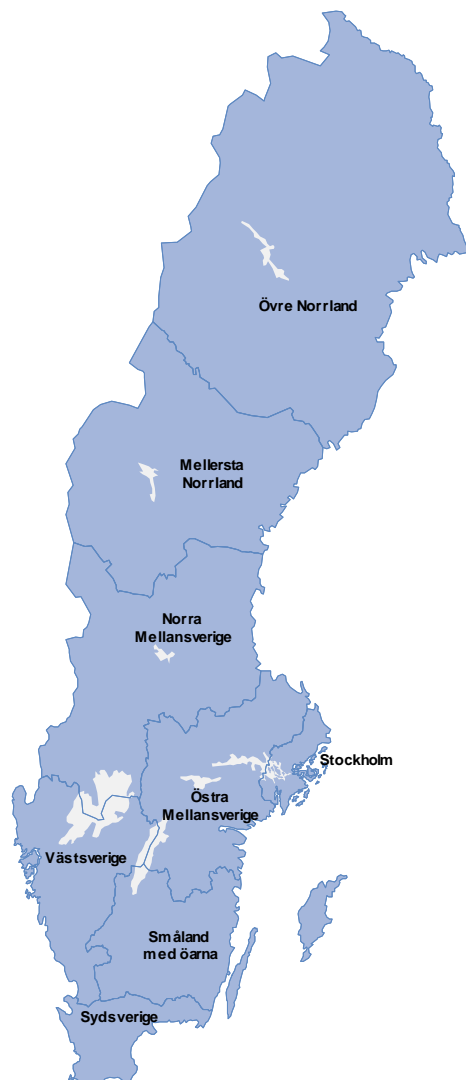 Övre Norrland
Mellersta
Norrland
Norra
Mellansverige
Stockholm
Östra
Mellansverige
Västsverige
Småland
med öarna
Sydsverige